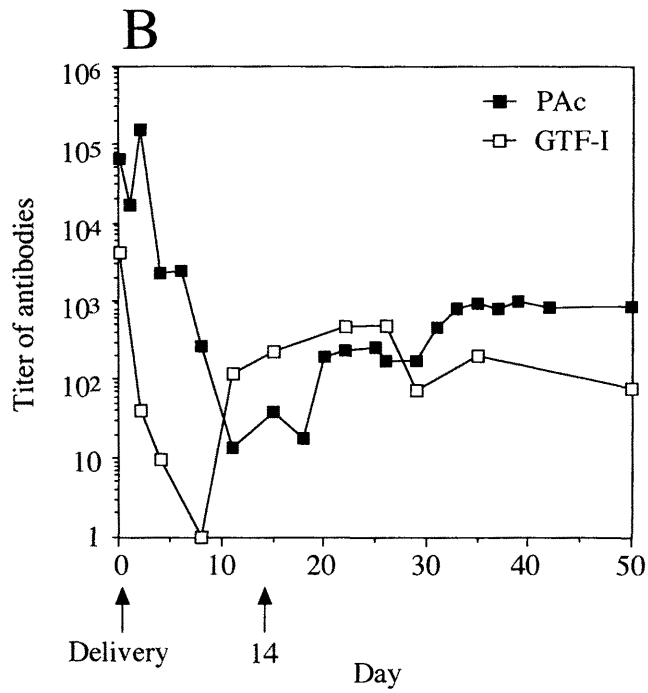 B
10⁶
10⁵
10⁴
10³
10²
10
1
Titer of antibodies
PAc
GTF-I
0 10 20 30 40 50
Delivery 14
Day